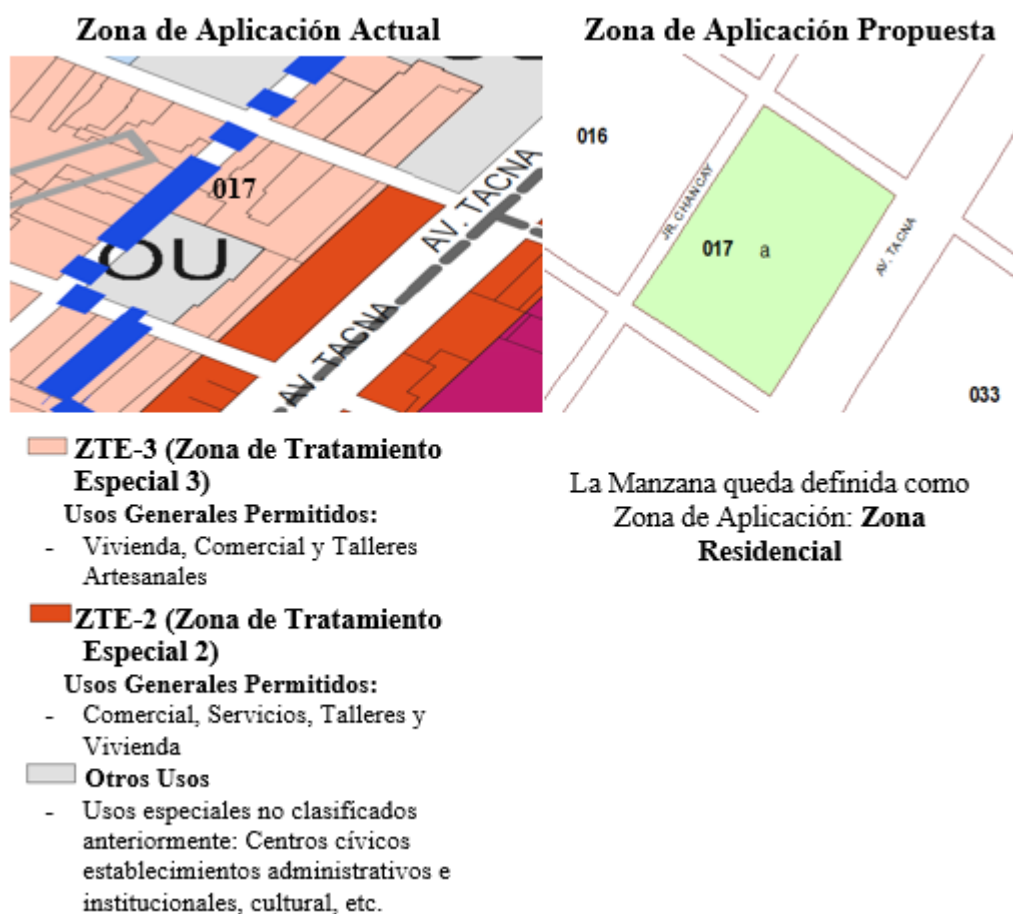 Zona de Aplicación Actual
017
OU
AV. TACNA
AV. TACNA
ZTE-3 (Zona de Tratamiento
Especial 3)
Usos Generales Permitidos:
- Vivienda, Comercial y Talleres
Artesanales
ZTE-2 (Zona de Tratamiento
Especial 2)
Usos Generales Permitidos:
- Comercial, Servicios, Talleres y
Vivienda
Otros Usos
- Usos especiales no clasificados
anteriormente: Centros cívicos
establecimientos administrativos e
institucionales, cultural, etc.
Zona de Aplicación Propuesta
016
JR. CHANCAY
017 a
AV. TACNA
033
La Manzana queda definida como
Zona de Aplicación: Zona
Residencial